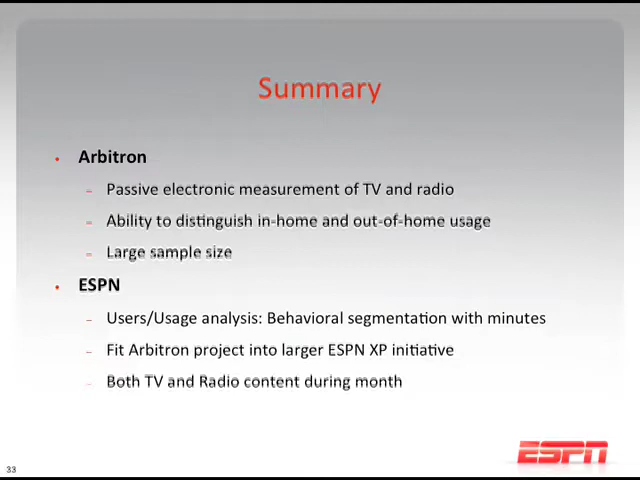 Summary
• Arbitron
– Passive electronic measurement of TV and radio
– Ability to distinguish in-home and out-of-home usage
– Large sample size
• ESPN
– Users/Usage analysis: Behavioral segmentation with minutes
– Fit Arbitron project into larger ESPN XP initiative
– Both TV and Radio content during month
ESPN
33